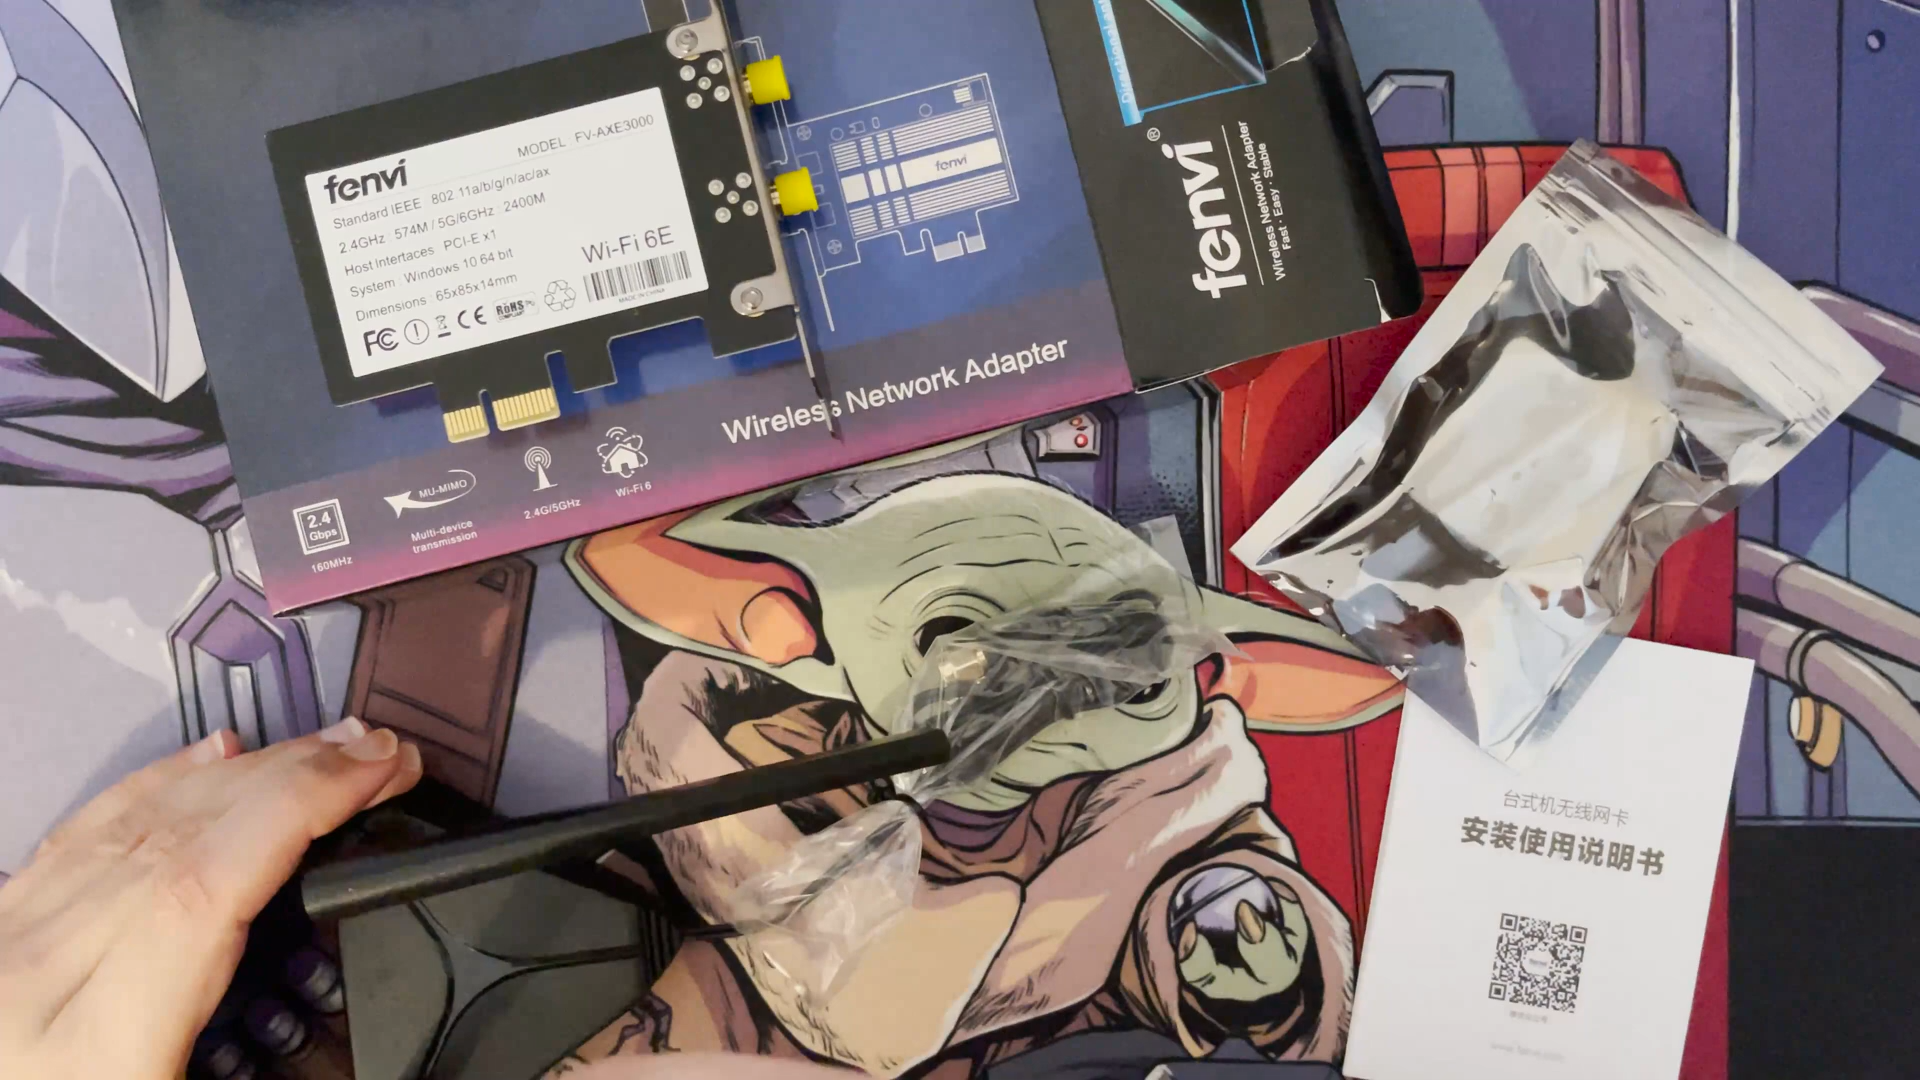 fenvi
MODEL : FV-AXE3000
Standard IEEE : 802.11a/b/g/n/ac/ax
2.4GHz : 574M / 5G/6GHz : 2400M
Host Intertaces : PCI-E x1
System : Windows 10 64 bit
Dimensions : 65x85x14mm
Wi-Fi 6E
MADE IN CHINA
FC CE RoHS
COMPLIANT
fenvi
Wireless Network Adapter
2.4
Gbps
160MHz
MU-MIMO
Multi-device
transmission
2.4G/5GHz
Wi-Fi 6
fenvi®
Wireless Network Adapter
Fast · Easy · Stable
台式机无线网卡
安装使用说明书